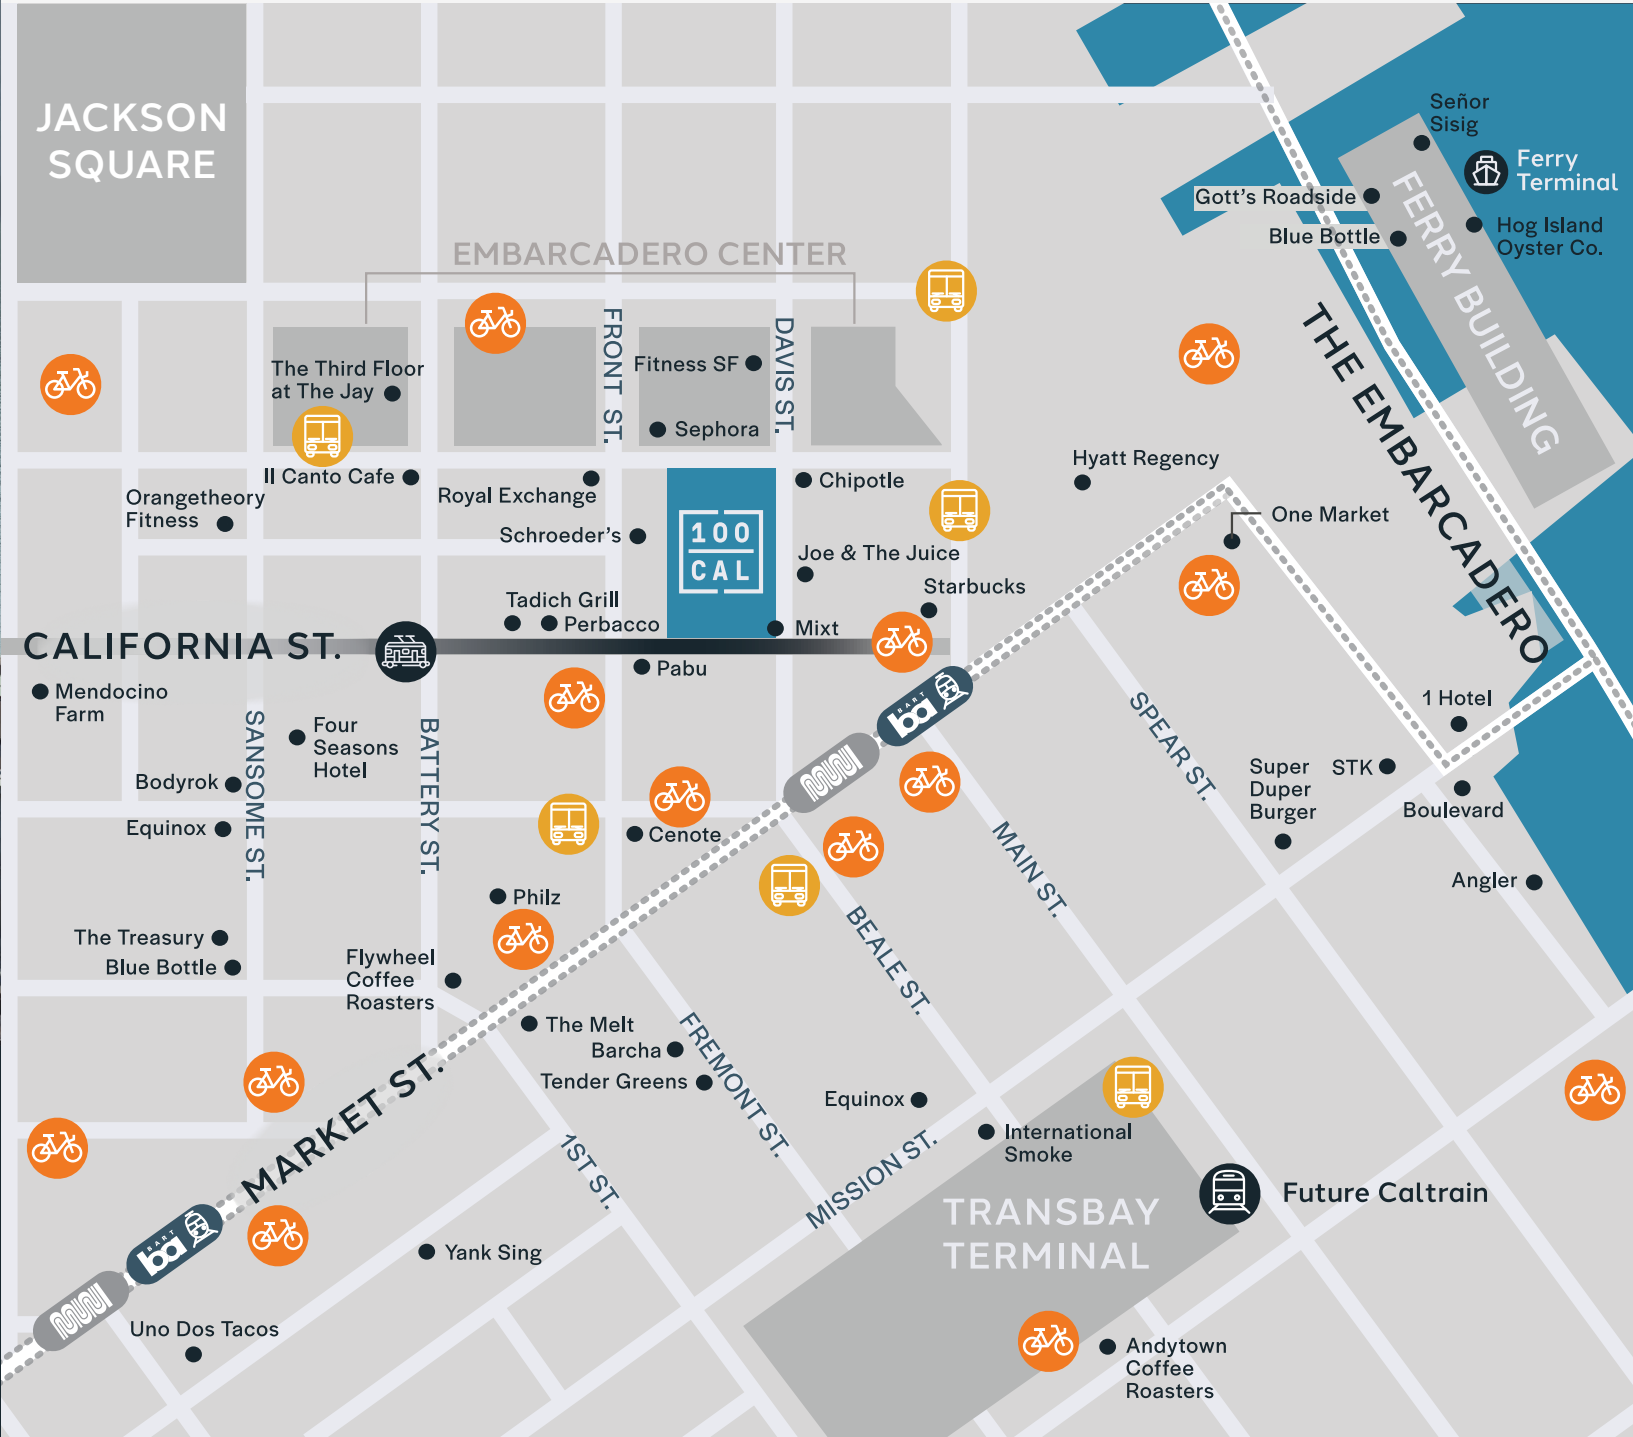 JACKSON
SQUARE
Señor
Sisig
Ferry
Terminal
Gott's Roadside
Blue Bottle
Hog Island
Oyster Co.
FERRY BUILDING
EMBARCADERO CENTER
THE EMBARCADERO
FRONT ST.
DAVIS ST.
The Third Floor
at The Jay
Fitness SF
Sephora
Il Canto Cafe
Orangetheory
Fitness
Royal Exchange
Schroeder's
100
CAL
Chipotle
Joe & The Juice
Starbucks
Hyatt Regency
One Market
Tadich Grill
Perbacco
Mixt
CALIFORNIA ST.
Pabu
Mendocino
Farm
Four
Seasons
Hotel
SANSOME ST.
BATTERY ST.
Bodyrok
Equinox
BART
ba
SPEAR ST.
1 Hotel
STK
Super
Duper
Burger
Boulevard
Angler
Cenote
MAIN ST.
Philz
BEALE ST.
The Treasury
Blue Bottle
Flywheel
Coffee
Roasters
The Melt
Barcha
Tender Greens
FREMONT ST.
Equinox
MARKET ST.
International
Smoke
MISSION ST.
1ST ST.
TRANSBAY
TERMINAL
Future Caltrain
BART
ba
Yank Sing
Uno Dos Tacos
Andytown
Coffee
Roasters